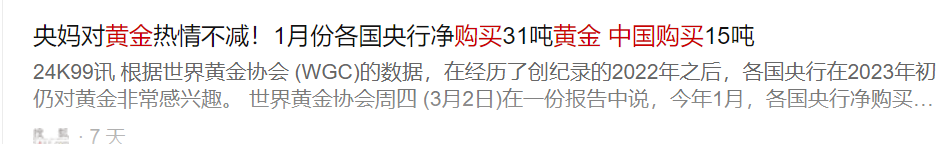 央妈对黄金热情不减！1月份各国央行净购买31吨黄金 中国购买15吨
24K99讯 根据世界黄金协会 (WGC)的数据，在经历了创纪录的2022年之后，各国央行在2023年初
仍对黄金非常感兴趣。 世界黄金协会周四 (3月2日)在一份报告中说，今年1月，各国央行净购买…
· 7 天